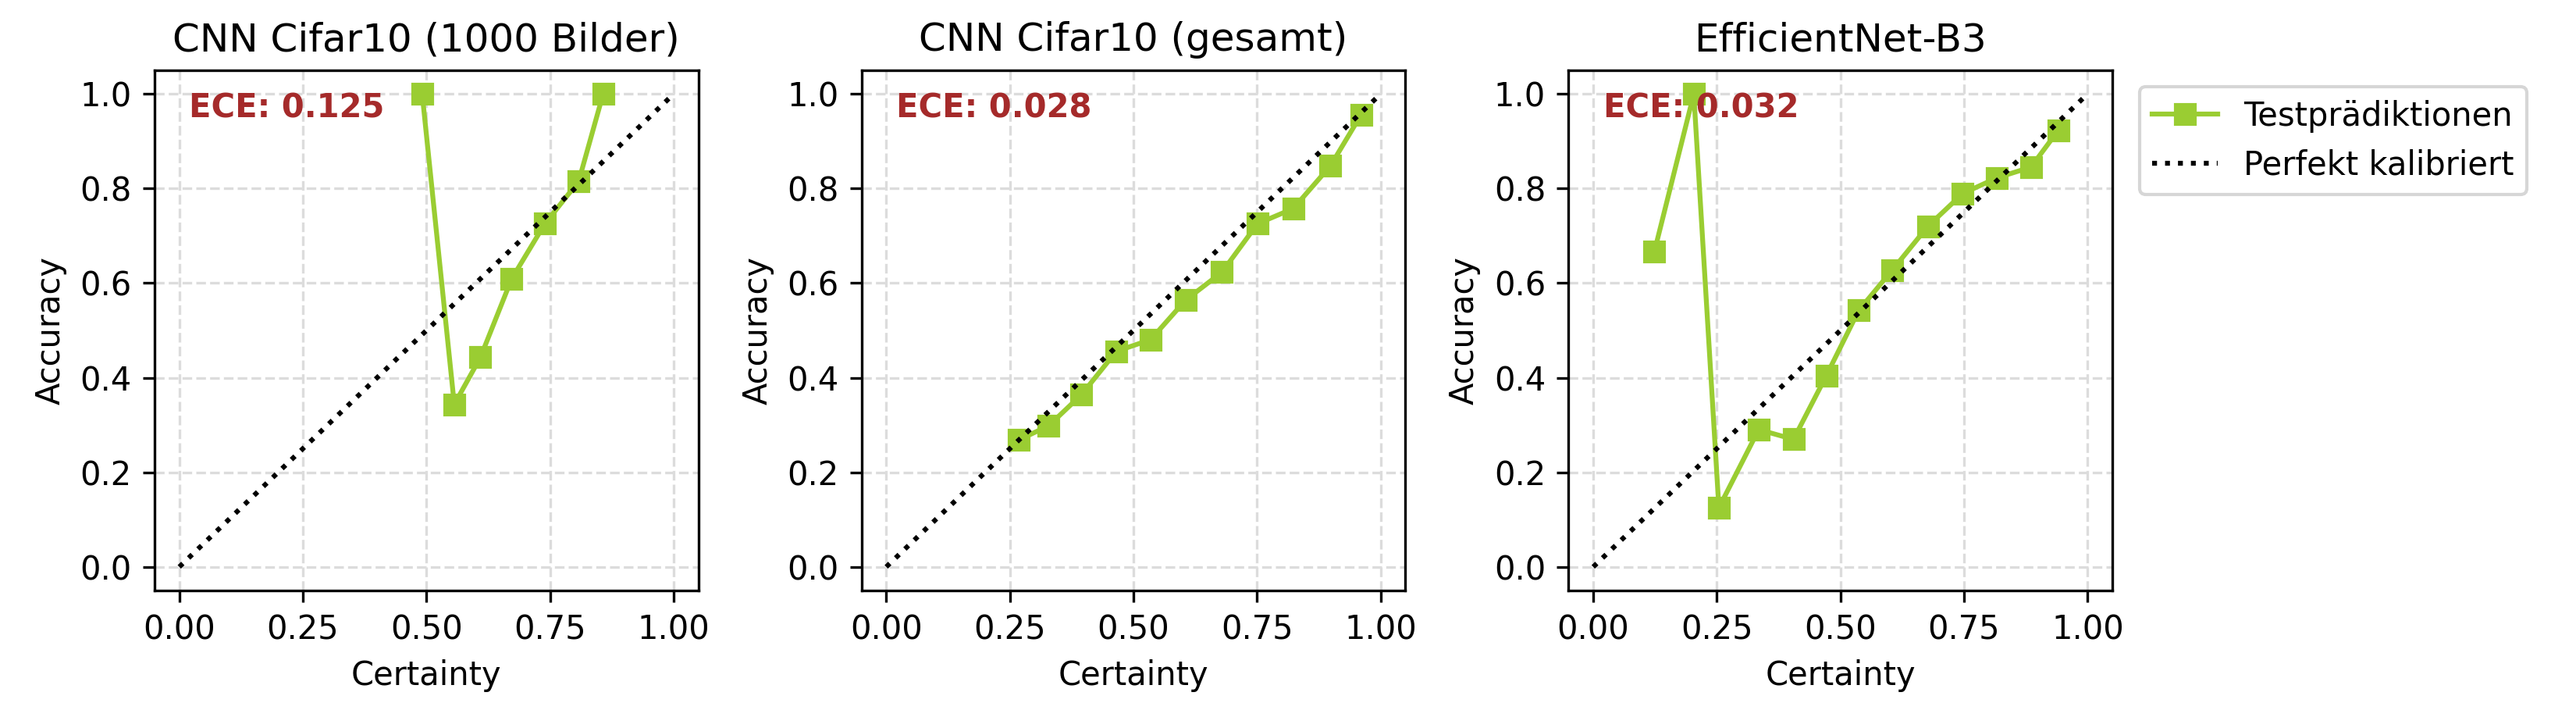 CNN Cifar10 (1000 Bilder)
ECE: 0.125
1.0
0.8
0.6
0.4
0.2
0.0
Accuracy
0.00 0.25 0.50 0.75 1.00
Certainty
CNN Cifar10 (gesamt)
ECE: 0.028
1.0
0.8
0.6
0.4
0.2
0.0
Accuracy
0.00 0.25 0.50 0.75 1.00
Certainty
EfficientNet-B3
ECE: 0.032
1.0
0.8
0.6
0.4
0.2
0.0
Accuracy
0.00 0.25 0.50 0.75 1.00
Certainty
Testprädiktionen
Perfekt kalibriert